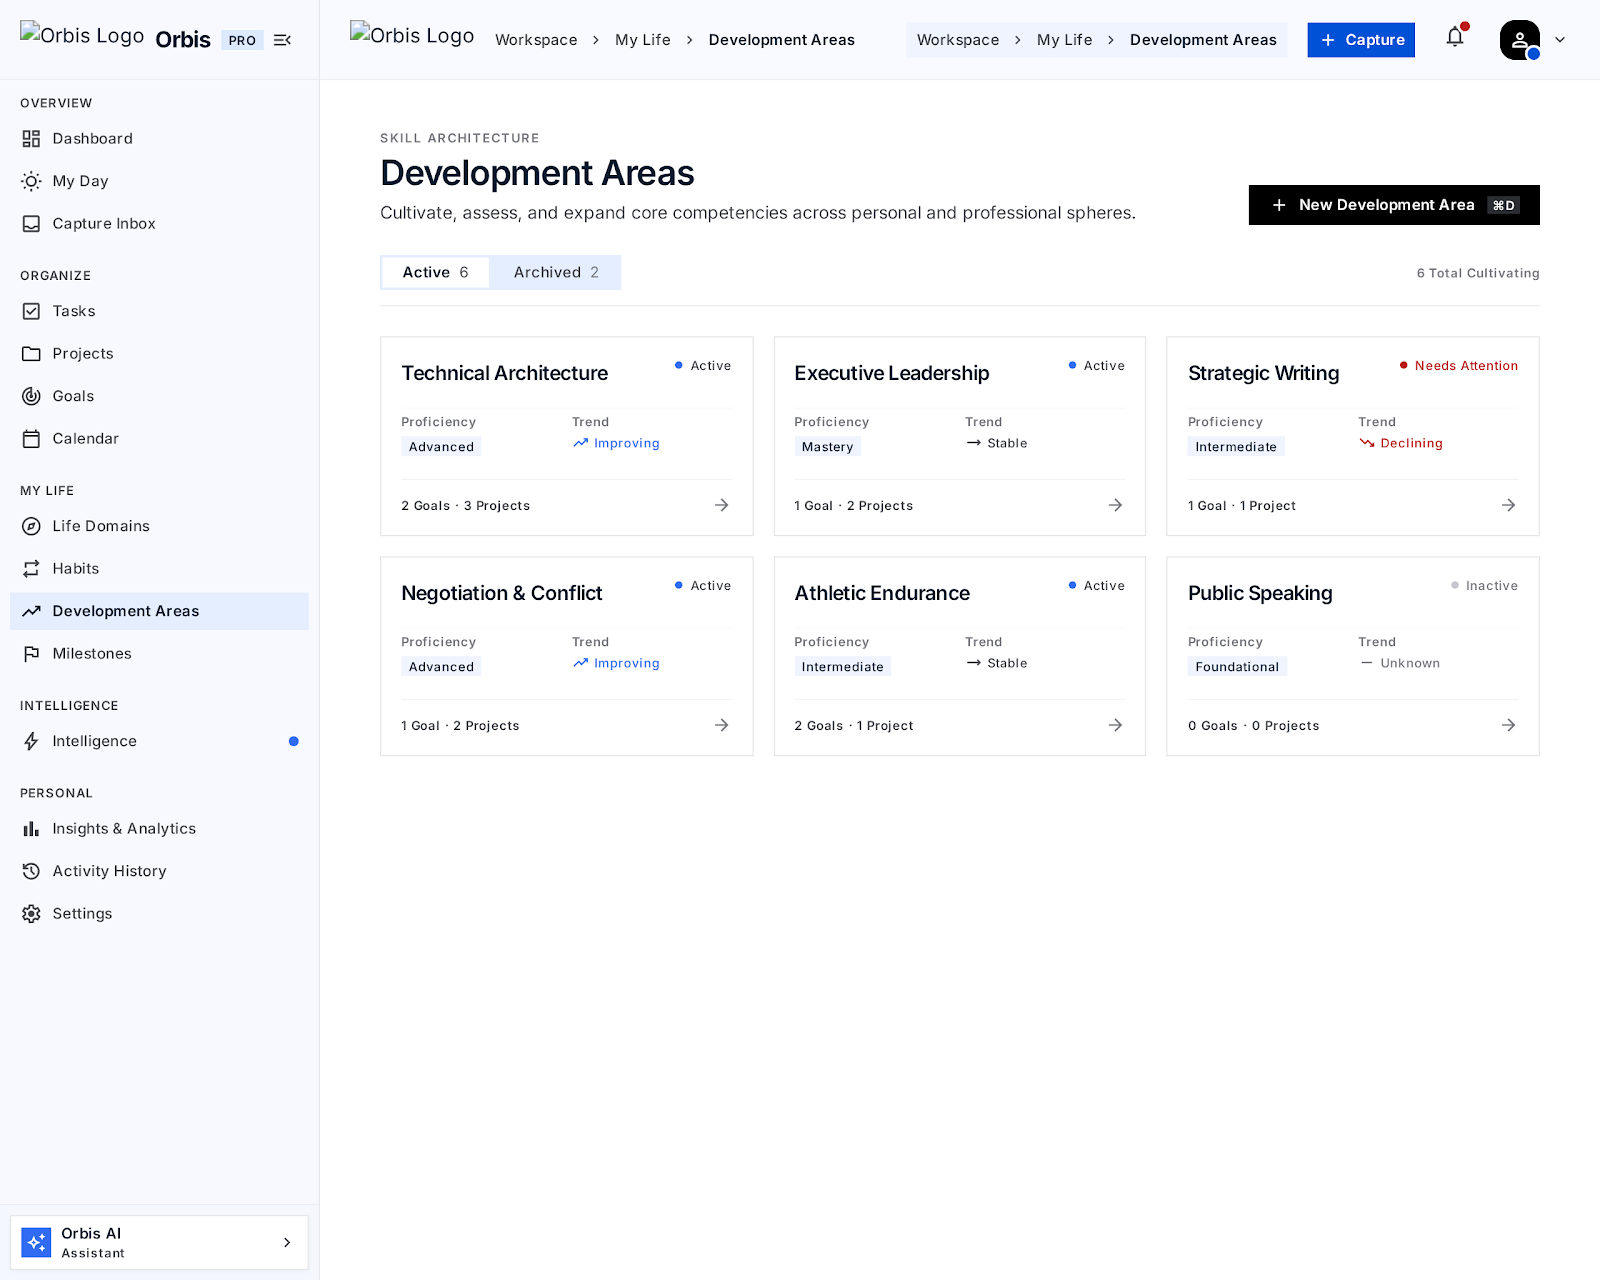 Orbis Logo Orbis PRO
OVERVIEW
Dashboard
My Day
Capture Inbox
ORGANIZE
Tasks
Projects
Goals
Calendar
MY LIFE
Life Domains
Habits
Development Areas
Milestones
INTELLIGENCE
Intelligence
PERSONAL
Insights & Analytics
Activity History
Settings
Orbis AI
Assistant
Orbis Logo Workspace My Life Development Areas Workspace My Life Development Areas Capture
SKILL ARCHITECTURE
Development Areas
Cultivate, assess, and expand core competencies across personal and professional spheres.
New Development Area ⌘D
Active 6 Archived 2
6 Total Cultivating
Technical Architecture Active
Proficiency Trend
Advanced Improving
2 Goals · 3 Projects
Executive Leadership Active
Proficiency Trend
Mastery Stable
1 Goal · 2 Projects
Strategic Writing Needs Attention
Proficiency Trend
Intermediate Declining
1 Goal · 1 Project
Negotiation & Conflict Active
Proficiency Trend
Advanced Improving
1 Goal · 2 Projects
Athletic Endurance Active
Proficiency Trend
Intermediate Stable
2 Goals · 1 Project
Public Speaking Inactive
Proficiency Trend
Foundational Unknown
0 Goals · 0 Projects